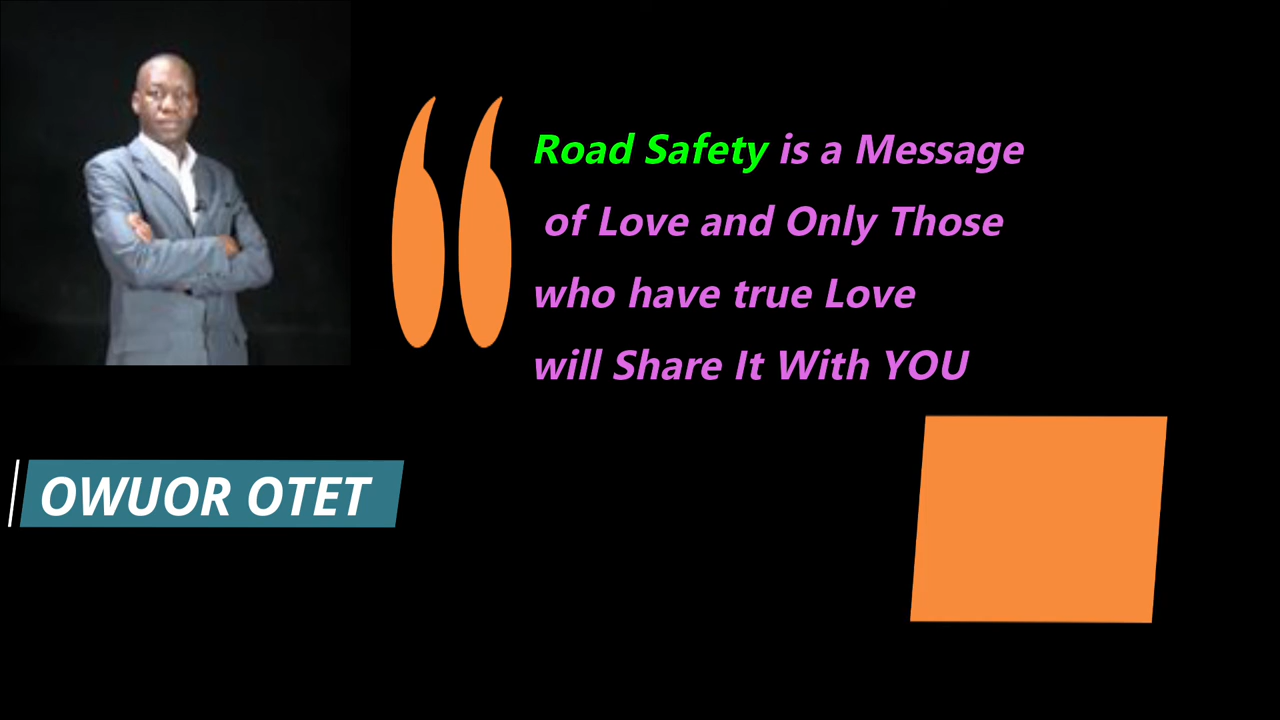 Road Safety is a Message
of Love and Only Those
who have true Love
will Share It With YOU
OWUOR OTET